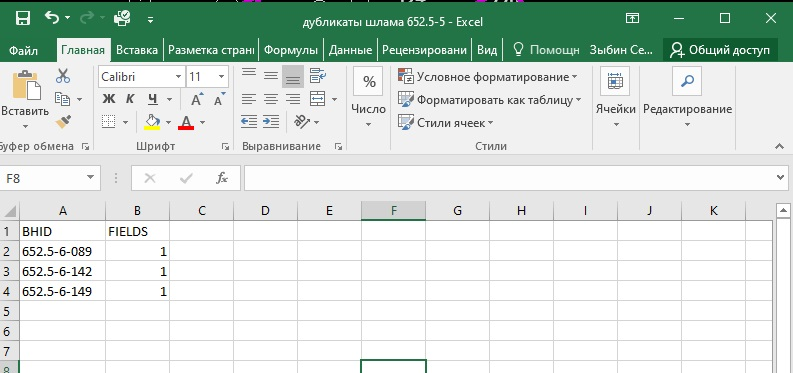 дубликаты шлама 652.5-5 - Excel
Файл Главная Вставка Разметка страні Формулы Данные Рецензировани Вид Помощн Зыбин Се... Общий доступ
Calibri 11 % Условное форматирование
Вставить Ж К Ч А А Число Форматировать как таблицу Ячейки Редактирование
А Стили ячеек
Буфер обмена Шрифт Выравнивание Стили
F8 fx
A B C D E F G H I J K
1 BHID FIELDS
2 652.5-6-089 1
3 652.5-6-142 1
4 652.5-6-149 1
5
6
7
8